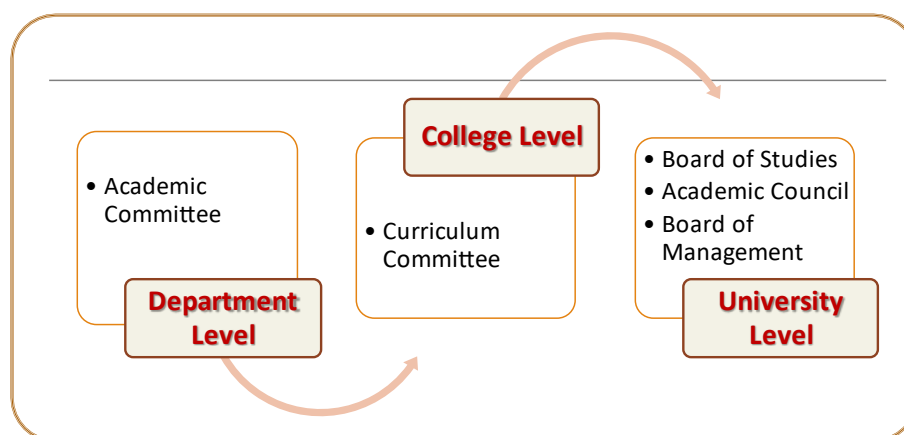 • Academic
Committee
Department
Level
College Level
• Curriculum
Committee
• Board of Studies
• Academic Council
• Board of
Management
University
Level